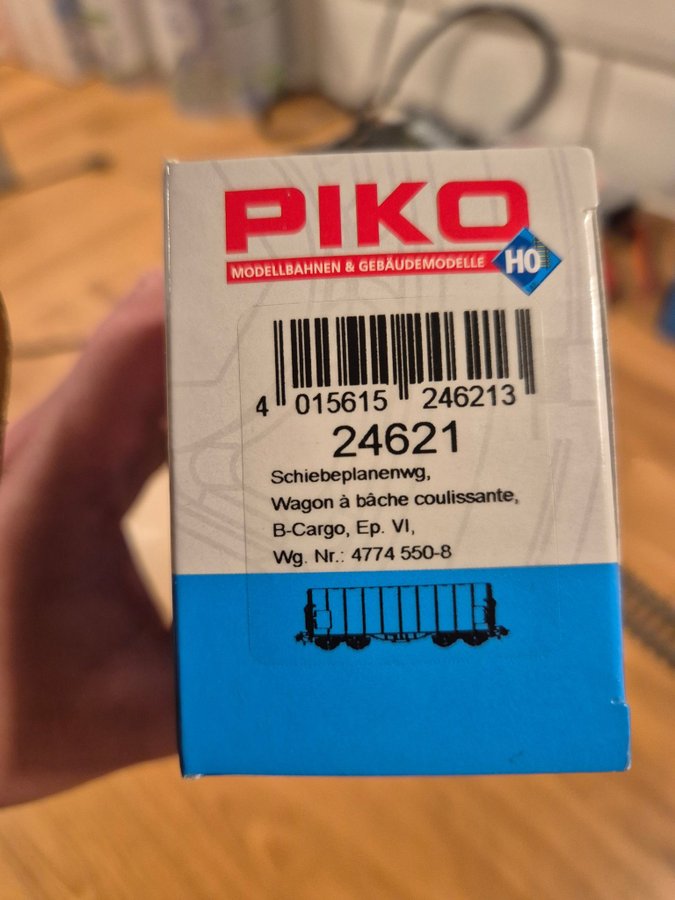 PIKO
MODELLBAHNEN & GEBÄUDEMODELLE H0
4 015615 246213
24621
Schiebeplanenwg,
Wagon à bâche coulissante,
B-Cargo, Ep. VI,
Wg. Nr.: 4774 550-8